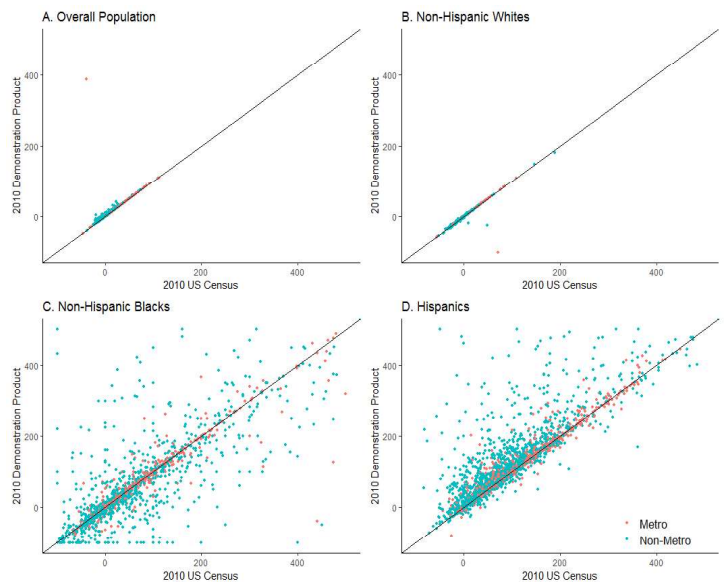 A. Overall Population
B. Non-Hispanic Whites
2010 Demonstration Product
400
200
0
0
200
400
2010 US Census
2010 Demonstration Product
400
200
0
0
200
400
2010 US Census
C. Non-Hispanic Blacks
D. Hispanics
2010 Demonstration Product
400
200
0
0
200
400
2010 US Census
2010 Demonstration Product
400
200
0
0
200
400
2010 US Census
Metro
Non-Metro